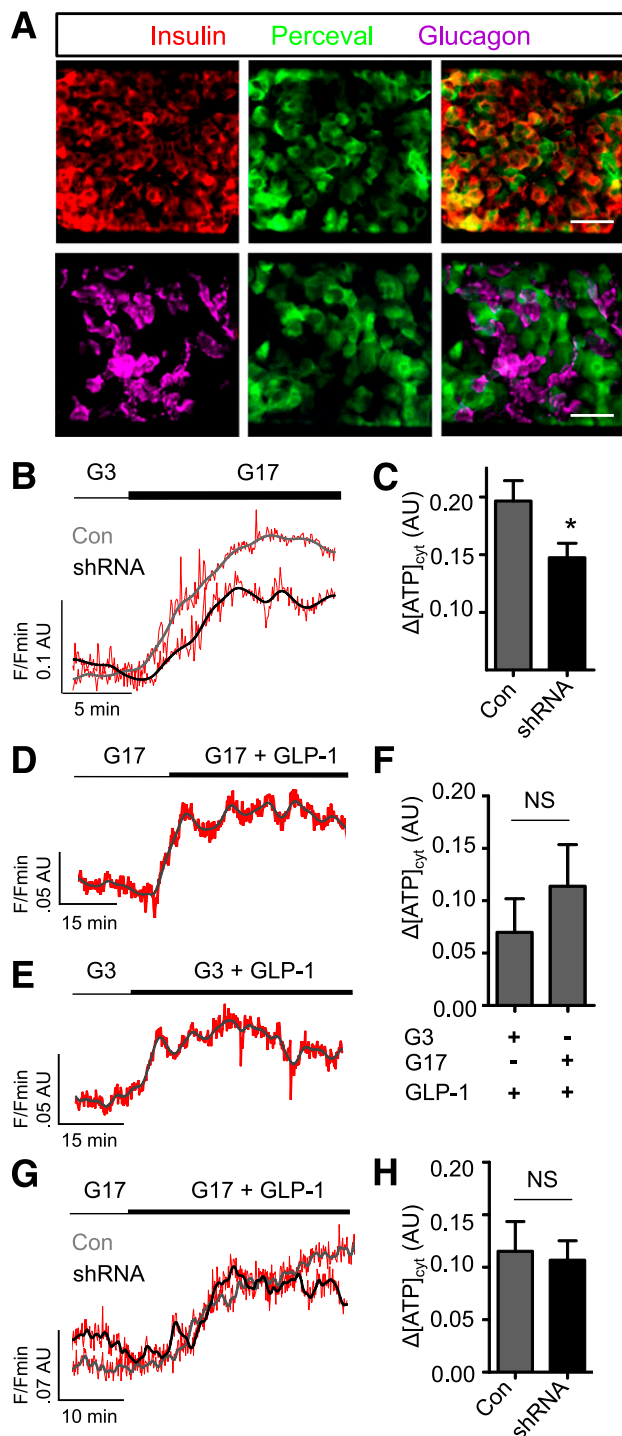 A
Insulin Perceval Glucagon
B
G3 G17
Con
shRNA
F/Fmin
0.1 AU
5 min
C
Δ[ATP]cyt (AU)
0.20
0.15
0.10
*
Con
shRNA
D
G17 G17 + GLP-1
F/Fmin
.05 AU
15 min
E
G3 G3 + GLP-1
F/Fmin
.05 AU
15 min
F
Δ[ATP]cyt (AU)
0.20
0.15
0.10
0.05
0.00
NS
G3 + -
G17 - +
GLP-1 + +
G
G17 G17 + GLP-1
Con
shRNA
F/Fmin
.07 AU
10 min
H
Δ[ATP]cyt (AU)
0.20
0.15
0.10
0.05
0.00
NS
Con
shRNA